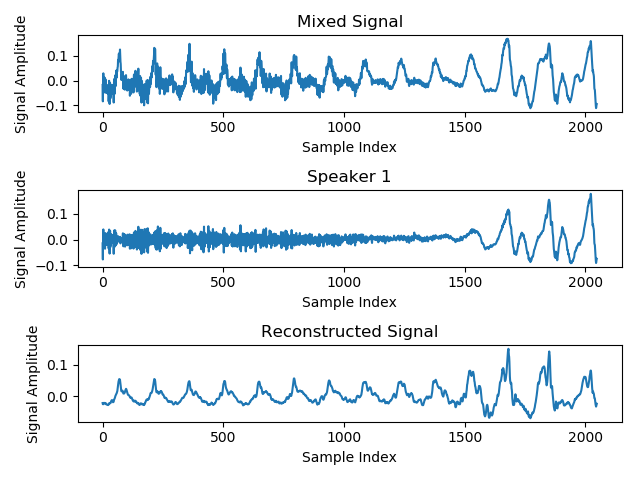 Mixed Signal
Signal Amplitude
0.1
0.0
−0.1
0 500 1000 1500 2000
Sample Index
Speaker 1
Signal Amplitude
0.1
0.0
−0.1
0 500 1000 1500 2000
Sample Index
Reconstructed Signal
Signal Amplitude
0.1
0.0
0 500 1000 1500 2000
Sample Index